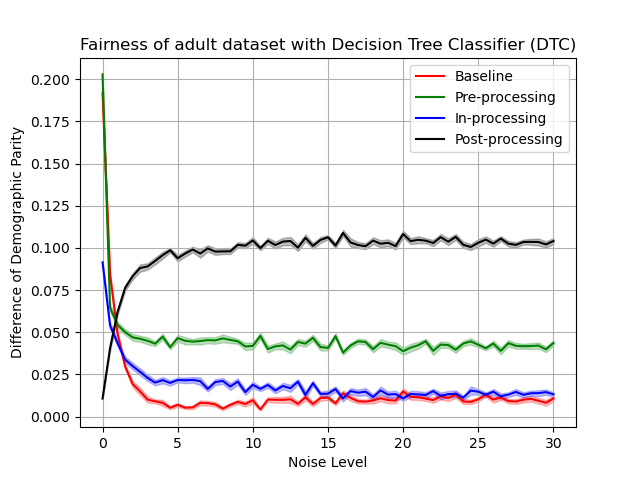 Fairness of adult dataset with Decision Tree Classifier (DTC)
Difference of Demographic Parity
0.200
0.175
0.150
0.125
0.100
0.075
0.050
0.025
0.000
Baseline
Pre-processing
In-processing
Post-processing
0 5 10 15 20 25 30
Noise Level